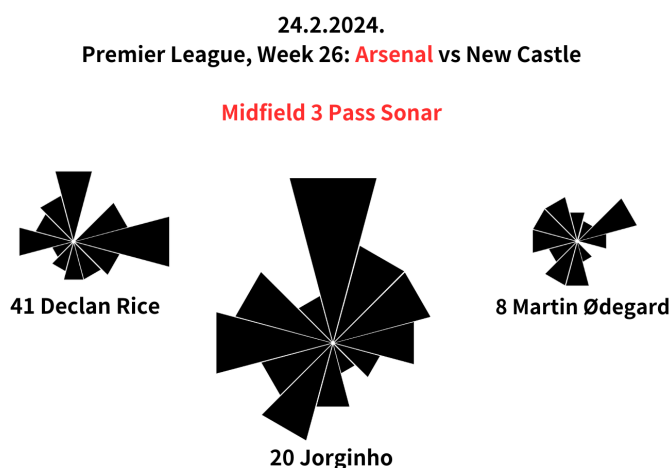 24.2.2024.
Premier League, Week 26: Arsenal vs New Castle
Midfield 3 Pass Sonar
41 Declan Rice
8 Martin Ødegard
20 Jorginho